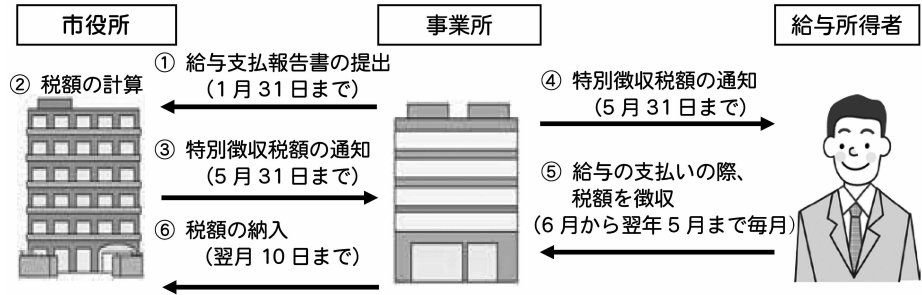 市役所
事業所
給与所得者
① 給与支払報告書の提出
（1月31日まで）
② 税額の計算
③ 特別徴収税額の通知
（5月31日まで）
④ 特別徴収税額の通知
（5月31日まで）
⑤ 給与の支払いの際、
税額を徴収
（6月から翌年5月まで毎月）
⑥ 税額の納入
（翌月10日まで）